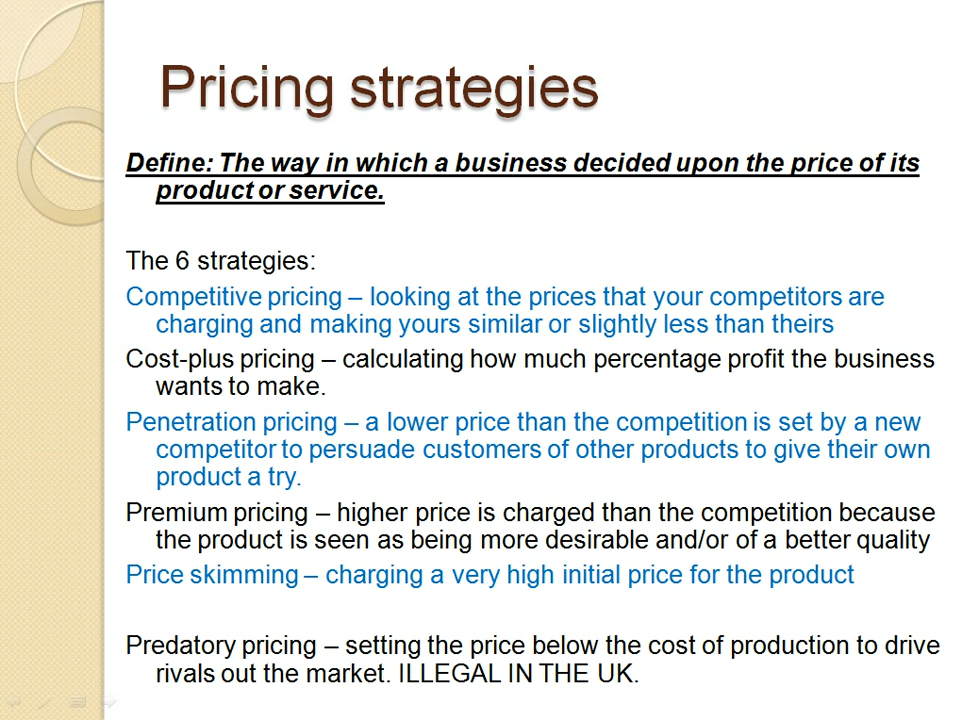 Pricing strategies
Define: The way in which a business decided upon the price of its
product or service.
The 6 strategies:
Competitive pricing – looking at the prices that your competitors are
charging and making yours similar or slightly less than theirs
Cost-plus pricing – calculating how much percentage profit the business
wants to make.
Penetration pricing – a lower price than the competition is set by a new
competitor to persuade customers of other products to give their own
product a try.
Premium pricing – higher price is charged than the competition because
the product is seen as being more desirable and/or of a better quality
Price skimming – charging a very high initial price for the product
Predatory pricing – setting the price below the cost of production to drive
rivals out the market. ILLEGAL IN THE UK.